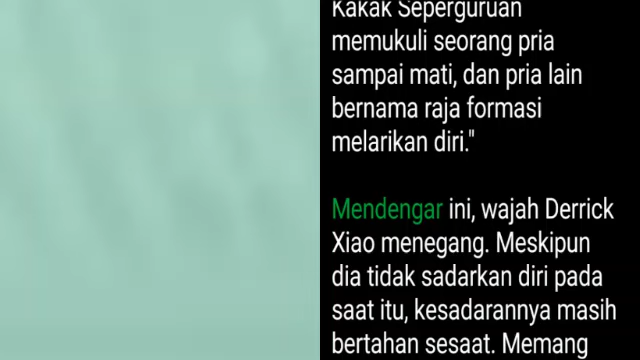 Kakak Seperguruan
memukuli seorang pria
sampai mati, dan pria lain
bernama raja formasi
melarikan diri."
Mendengar ini, wajah Derrick
Xiao menegang. Meskipun
dia tidak sadarkan diri pada
saat itu, kesadarannya masih
bertahan sesaat. Memang